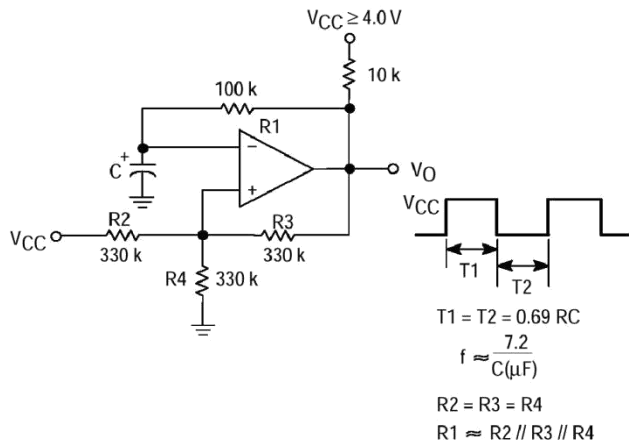 VCC ≥ 4.0 V
10 k
100 k
R1
−
+
+
C
VO
R2
R3
VCC
330 k
330 k
R4
330 k
VCC
T1
T2
T1 = T2 = 0.69 RC
f ≈ 7.2
C(μF)
R2 = R3 = R4
R1 ≈ R2 // R3 // R4